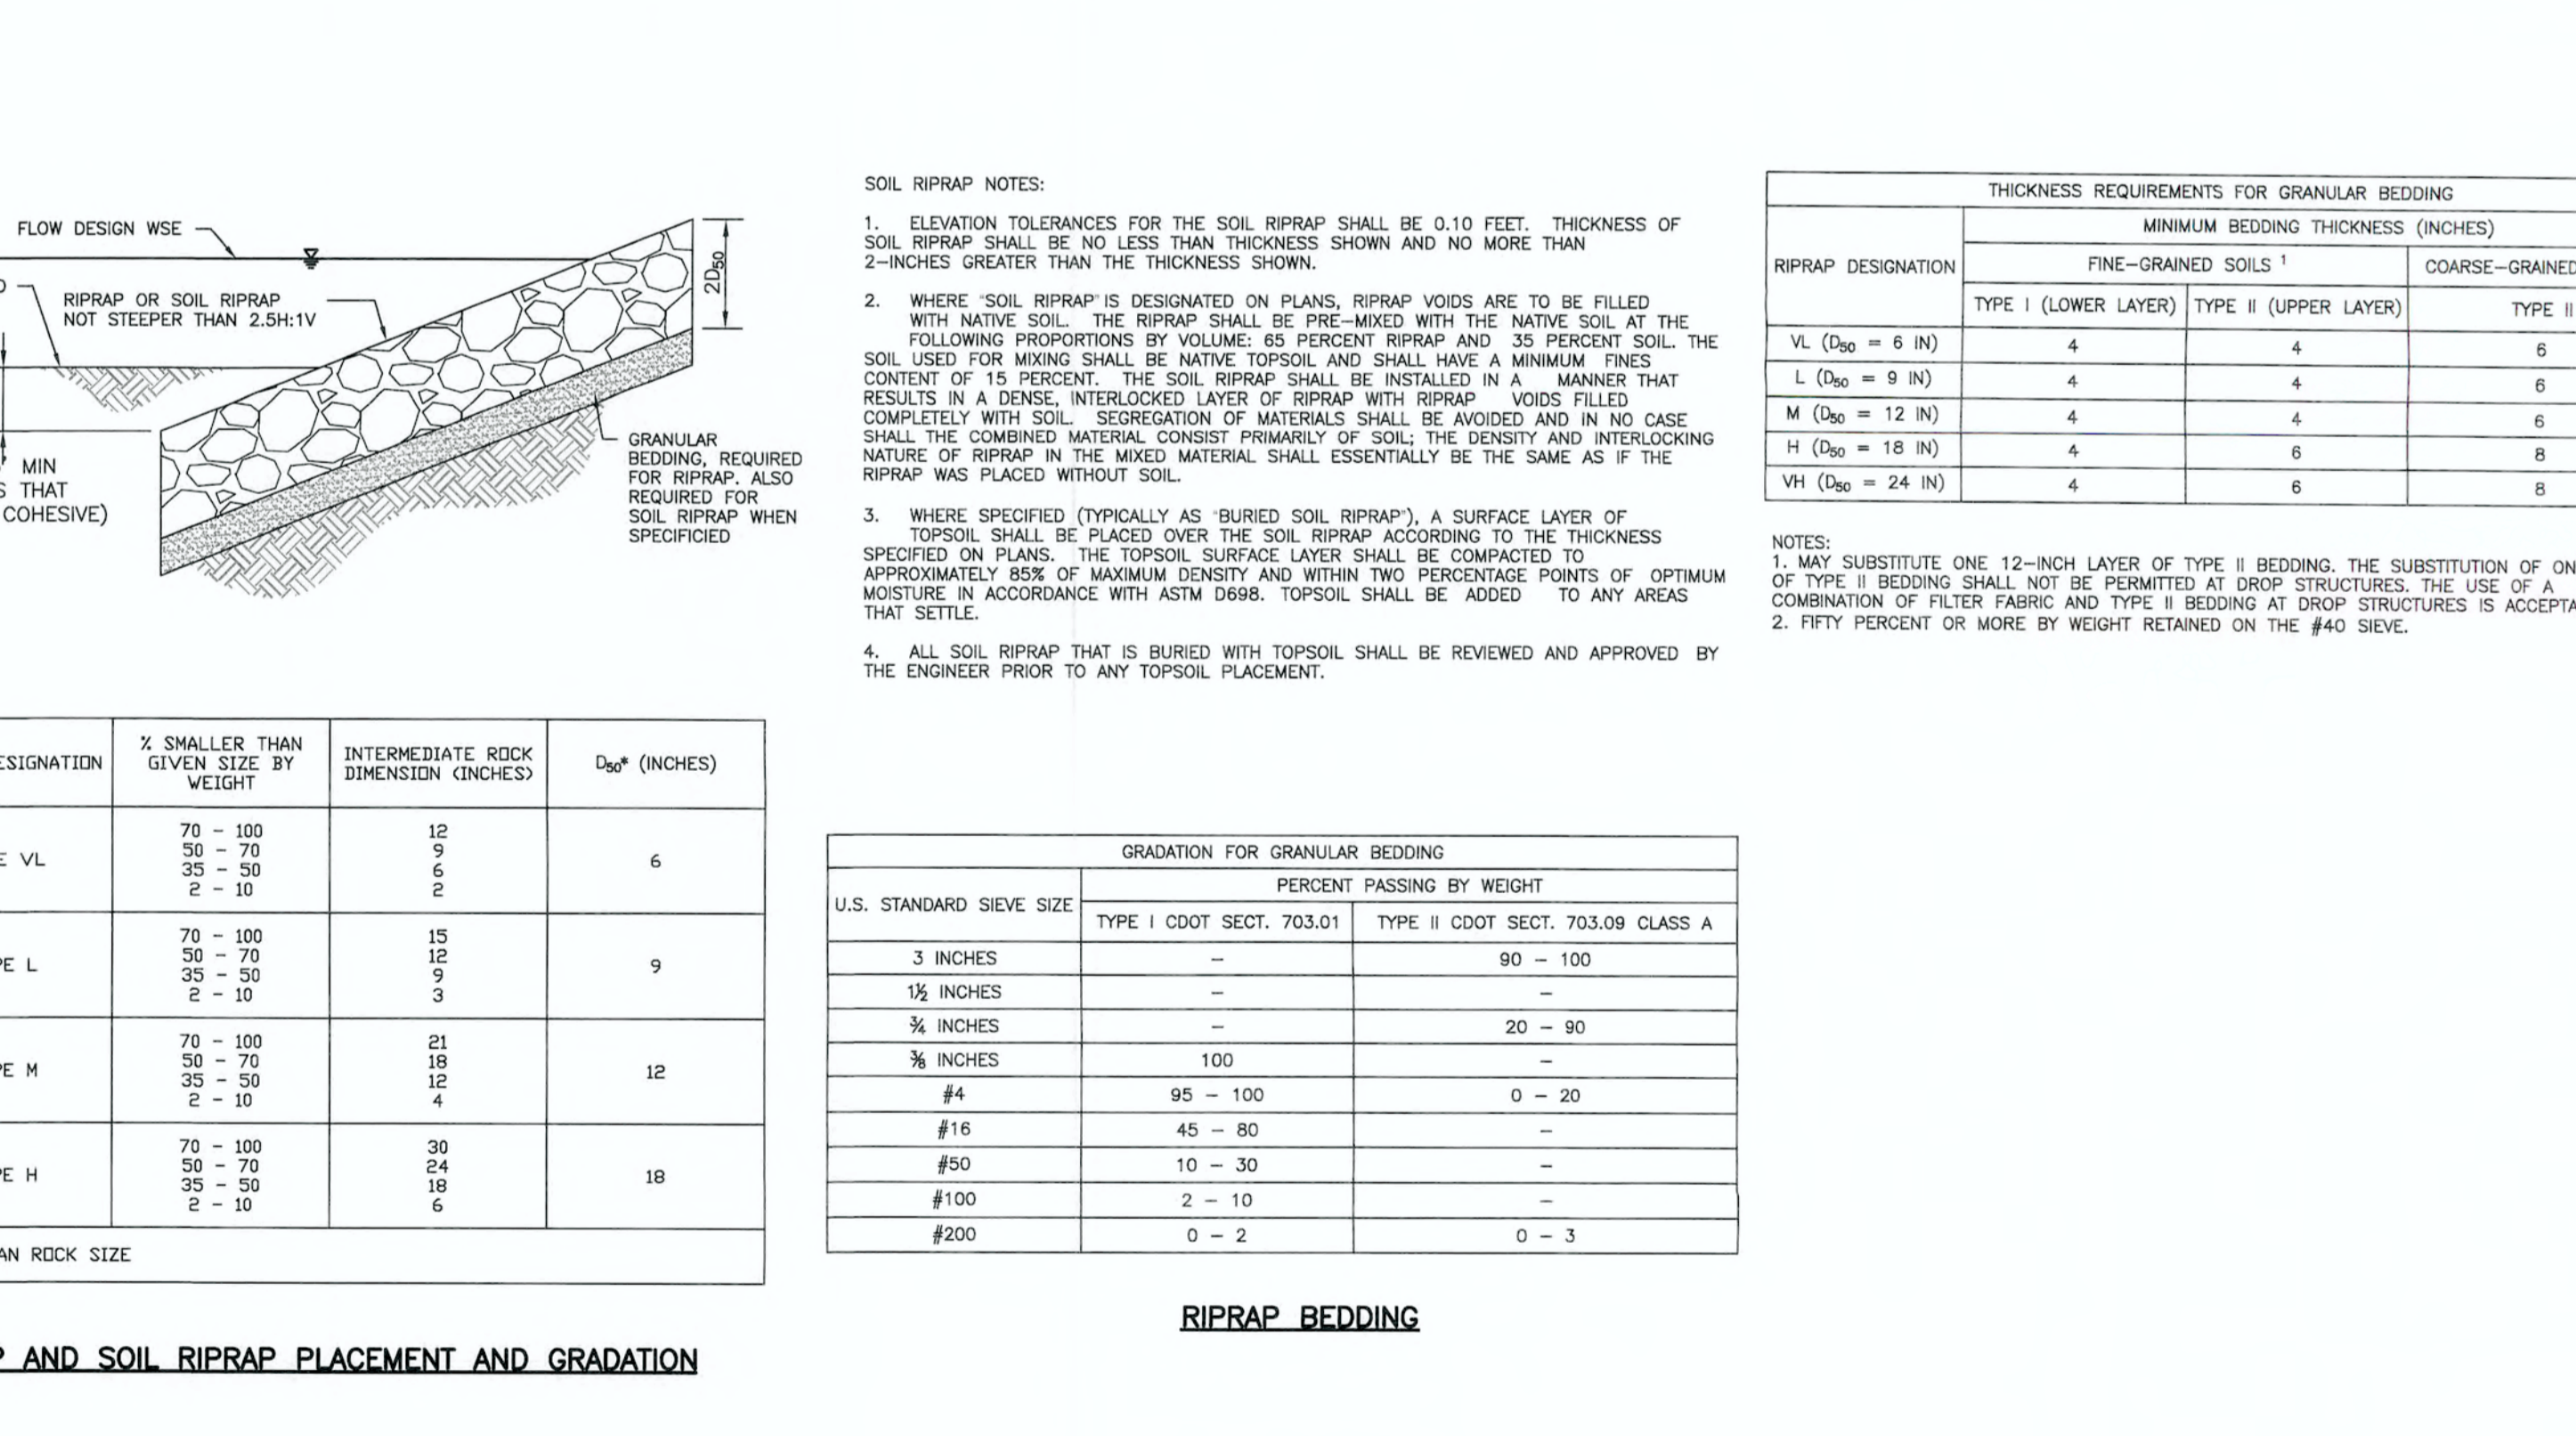 FLOW DESIGN WSE
RIPRAP OR SOIL RIPRAP
NOT STEEPER THAN 2.5H:1V
2D50
MIN
THAT
COHESIVE)
GRANULAR
BEDDING, REQUIRED
FOR RIPRAP. ALSO
REQUIRED FOR
SOIL RIPRAP WHEN
SPECIFICIED
SOIL RIPRAP NOTES:
1. ELEVATION TOLERANCES FOR THE SOIL RIPRAP SHALL BE 0.10 FEET. THICKNESS OF
SOIL RIPRAP SHALL BE NO LESS THAN THICKNESS SHOWN AND NO MORE THAN
2-INCHES GREATER THAN THE THICKNESS SHOWN.
2. WHERE "SOIL RIPRAP" IS DESIGNATED ON PLANS, RIPRAP VOIDS ARE TO BE FILLED
WITH NATIVE SOIL. THE RIPRAP SHALL BE PRE-MIXED WITH THE NATIVE SOIL AT THE
FOLLOWING PROPORTIONS BY VOLUME: 65 PERCENT RIPRAP AND 35 PERCENT SOIL. THE
SOIL USED FOR MIXING SHALL BE NATIVE TOPSOIL AND SHALL HAVE A MINIMUM FINES
CONTENT OF 15 PERCENT. THE SOIL RIPRAP SHALL BE INSTALLED IN A MANNER THAT
RESULTS IN A DENSE, INTERLOCKED LAYER OF RIPRAP WITH RIPRAP VOIDS FILLED
COMPLETELY WITH SOIL. SEGREGATION OF MATERIALS SHALL BE AVOIDED AND IN NO CASE
SHALL THE COMBINED MATERIAL CONSIST PRIMARILY OF SOIL; THE DENSITY AND INTERLOCKING
NATURE OF RIPRAP IN THE MIXED MATERIAL SHALL ESSENTIALLY BE THE SAME AS IF THE
RIPRAP WAS PLACED WITHOUT SOIL.
3. WHERE SPECIFIED (TYPICALLY AS "BURIED SOIL RIPRAP"), A SURFACE LAYER OF
TOPSOIL SHALL BE PLACED OVER THE SOIL RIPRAP ACCORDING TO THE THICKNESS
SPECIFIED ON PLANS. THE TOPSOIL SURFACE LAYER SHALL BE COMPACTED TO
APPROXIMATELY 85% OF MAXIMUM DENSITY AND WITHIN TWO PERCENTAGE POINTS OF OPTIMUM
MOISTURE IN ACCORDANCE WITH ASTM D698. TOPSOIL SHALL BE ADDED TO ANY AREAS
THAT SETTLE.
4. ALL SOIL RIPRAP THAT IS BURIED WITH TOPSOIL SHALL BE REVIEWED AND APPROVED BY
THE ENGINEER PRIOR TO ANY TOPSOIL PLACEMENT.
THICKNESS REQUIREMENTS FOR GRANULAR BEDDING
RIPRAP DESIGNATION
MINIMUM BEDDING THICKNESS (INCHES)
FINE-GRAINED SOILS 1
COARSE-GRAINED
TYPE I (LOWER LAYER) TYPE II (UPPER LAYER) TYPE II
VL (D50 = 6 IN) 4 4 6
L (D50 = 9 IN) 4 4 6
M (D50 = 12 IN) 4 4 6
H (D50 = 18 IN) 4 6 8
VH (D50 = 24 IN) 4 6 8
NOTES:
1. MAY SUBSTITUTE ONE 12-INCH LAYER OF TYPE II BEDDING. THE SUBSTITUTION OF ON
OF TYPE II BEDDING SHALL NOT BE PERMITTED AT DROP STRUCTURES. THE USE OF A
COMBINATION OF FILTER FABRIC AND TYPE II BEDDING AT DROP STRUCTURES IS ACCEPTA
2. FIFTY PERCENT OR MORE BY WEIGHT RETAINED ON THE #40 SIEVE.
ESIGNATION
% SMALLER THAN
GIVEN SIZE BY
WEIGHT
INTERMEDIATE ROCK
DIMENSION (INCHES)
D50* (INCHES)
E VL
70 - 100 12
50 - 70 9
35 - 50 6
2 - 10 2
6
PE L
70 - 100 15
50 - 70 12
35 - 50 9
2 - 10 3
9
PE M
70 - 100 21
50 - 70 18
35 - 50 12
2 - 10 4
12
PE H
70 - 100 30
50 - 70 24
35 - 50 18
2 - 10 6
18
AN ROCK SIZE
AND SOIL RIPRAP PLACEMENT AND GRADATION
GRADATION FOR GRANULAR BEDDING
U.S. STANDARD SIEVE SIZE
PERCENT PASSING BY WEIGHT
TYPE I CDOT SECT. 703.01 TYPE II CDOT SECT. 703.09 CLASS A
3 INCHES - 90 - 100
1½ INCHES - -
¾ INCHES - 20 - 90
⅜ INCHES 100 -
#4 95 - 100 0 - 20
#16 45 - 80 -
#50 10 - 30 -
#100 2 - 10 -
#200 0 - 2 0 - 3
RIPRAP BEDDING